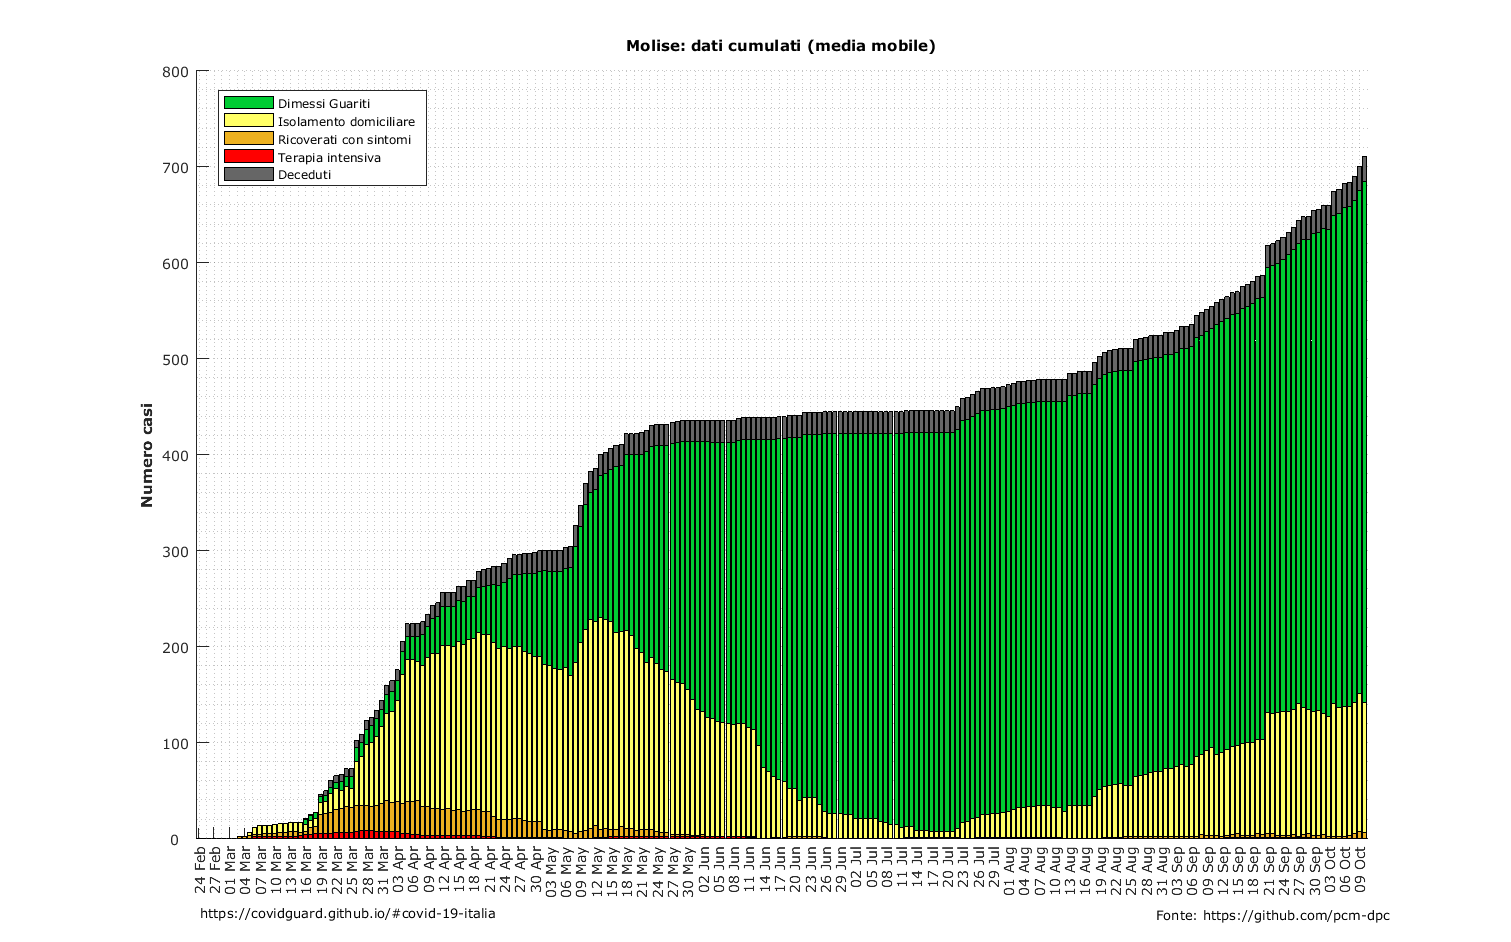 Molise: dati cumulati (media mobile)
Numero casi
800
700
600
500
400
300
200
100
0
Dimessi Guariti
Isolamento domiciliare
Ricoverati con sintomi
Terapia intensiva
Deceduti
24 Feb
27 Feb
01 Mar
04 Mar
07 Mar
10 Mar
13 Mar
16 Mar
19 Mar
22 Mar
25 Mar
28 Mar
31 Mar
03 Apr
06 Apr
09 Apr
12 Apr
15 Apr
18 Apr
21 Apr
24 Apr
27 Apr
30 Apr
03 May
06 May
09 May
12 May
15 May
18 May
21 May
24 May
27 May
30 May
02 Jun
05 Jun
08 Jun
11 Jun
14 Jun
17 Jun
20 Jun
23 Jun
26 Jun
29 Jun
02 Jul
05 Jul
08 Jul
11 Jul
14 Jul
17 Jul
20 Jul
23 Jul
26 Jul
29 Jul
01 Aug
04 Aug
07 Aug
10 Aug
13 Aug
16 Aug
19 Aug
22 Aug
25 Aug
28 Aug
31 Aug
03 Sep
06 Sep
09 Sep
12 Sep
15 Sep
18 Sep
21 Sep
24 Sep
27 Sep
30 Sep
03 Oct
06 Oct
09 Oct
https://covidguard.github.io/#covid-19-italia
Fonte: https://github.com/pcm-dpc